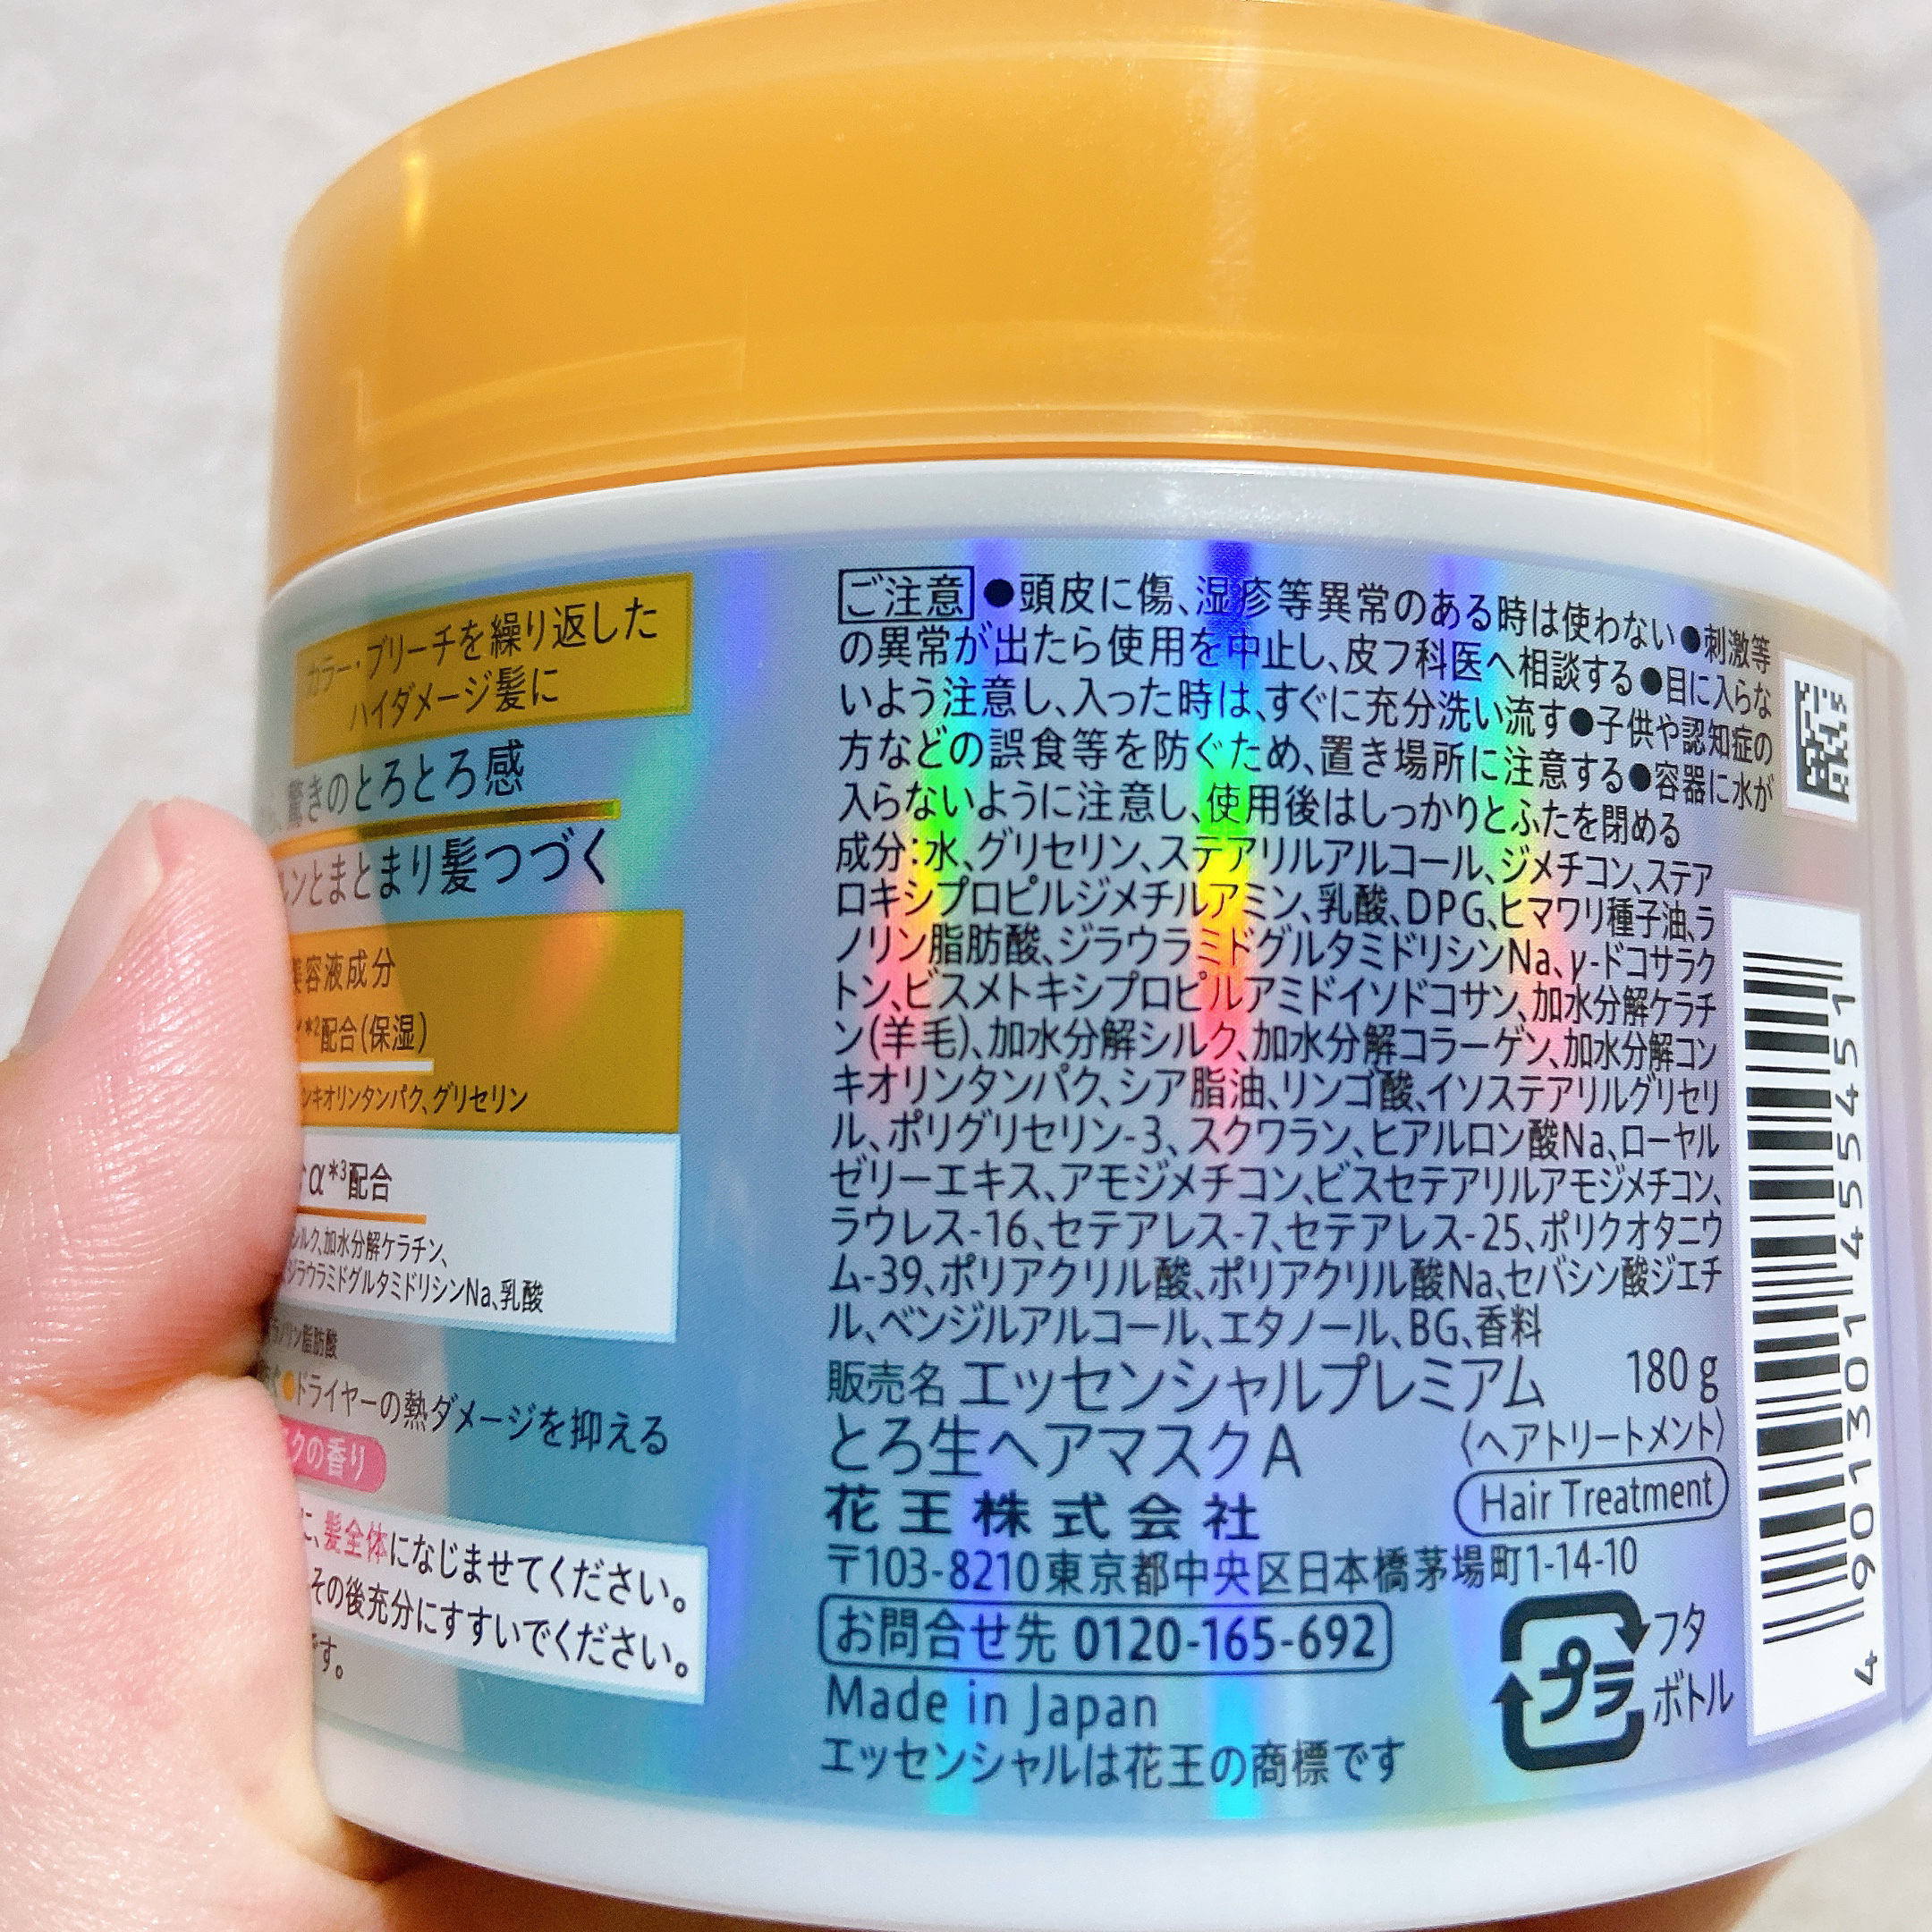 カラー・ブリーチを繰り返した
ハイダメージ髪に
驚きのとろとろ感
ンとまとまり髪つづく
美容液成分
*2配合(保湿)
ンキオリンタンパク、グリセリン
α*3配合
シルク、加水分解ケラチン、
ジラウラミドグルタミドリシンNa、乳酸
ラノリン脂肪酸
●ドライヤーの熱ダメージを抑える
クの香り
に、髪全体になじませてください。
その後充分にすすいでください。
です。
ご注意 ●頭皮に傷、湿疹等異常のある時は使わない●刺激等
の異常が出たら使用を中止し、皮フ科医へ相談する●目に入らな
いよう注意し、入った時は、すぐに充分洗い流す●子供や認知症の
方などの誤食等を防ぐため、置き場所に注意する●容器に水が
入らないように注意し、使用後はしっかりとふたを閉める
成分:水、グリセリン、ステアリルアルコール、ジメチコン、ステア
ロキシプロピルジメチルアミン、乳酸、DPG、ヒマワリ種子油、ラ
ノリン脂肪酸、ジラウラミドグルタミドリシンNa、γ-ドコサラク
トン、ビスメトキシプロピルアミドイソドコサン、加水分解ケラチ
ン(羊毛)、加水分解シルク、加水分解コラーゲン、加水分解コン
キオリンタンパク、シア脂油、リンゴ酸、イソステアリルグリセリ
ル、ポリグリセリン-3、スクワラン、ヒアルロン酸Na、ローヤル
ゼリーエキス、アモジメチコン、ビスセテアリルアモジメチコン、
ラウレス-16、セテアレス-7、セテアレス-25、ポリクオタニウ
ム-39、ポリアクリル酸、ポリアクリル酸Na、セバシン酸ジエチ
ル、ベンジルアルコール、エタノール、BG、香料
販売名 エッセンシャルプレミアム
とろ生ヘアマスクA
180g
〈ヘアトリートメント〉
Hair Treatment
花王株式会社
〒103-8210東京都中央区日本橋茅場町1-14-10
お問合せ先 0120-165-692
Made in Japan
エッセンシャルは花王の商標です
プラ
フタ
ボトル
4901301455451